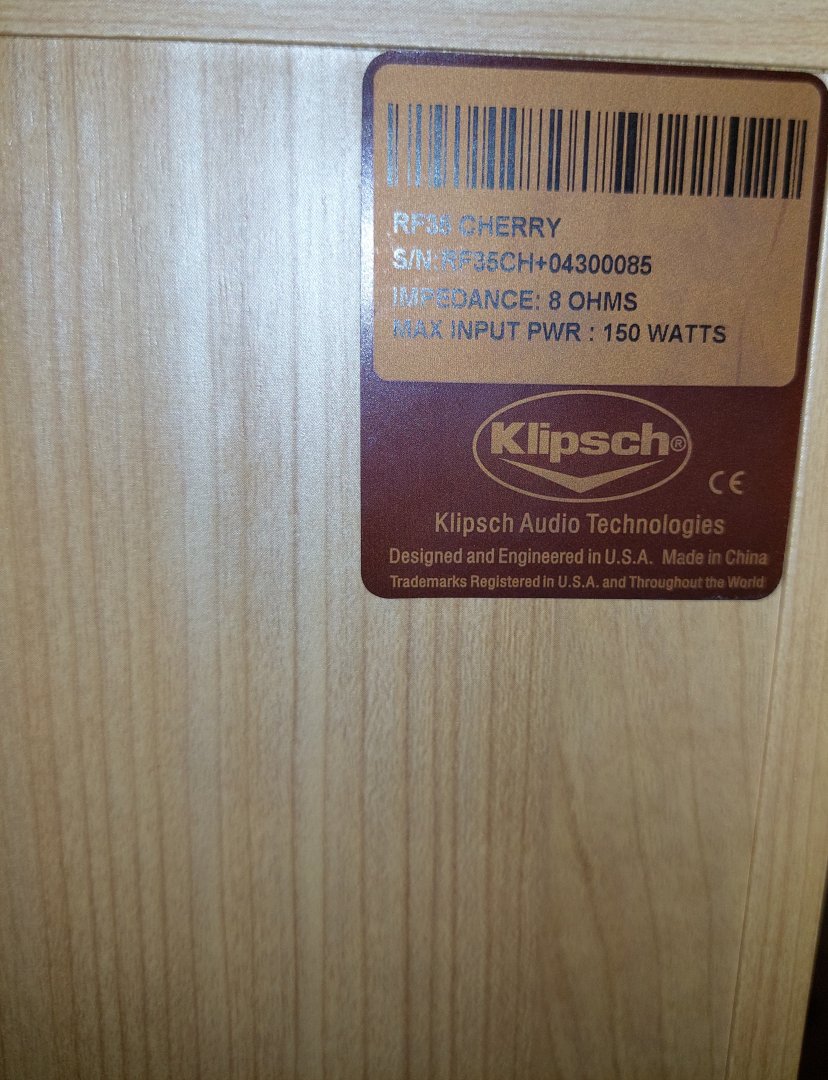 RF35 CHERRY
S/N:RF35CH+04300085
IMPEDANCE: 8 OHMS
MAX INPUT PWR : 150 WATTS
Klipsch®
CE
Klipsch Audio Technologies
Designed and Engineered in U.S.A. Made in China
Trademarks Registered in U.S.A. and Throughout the World